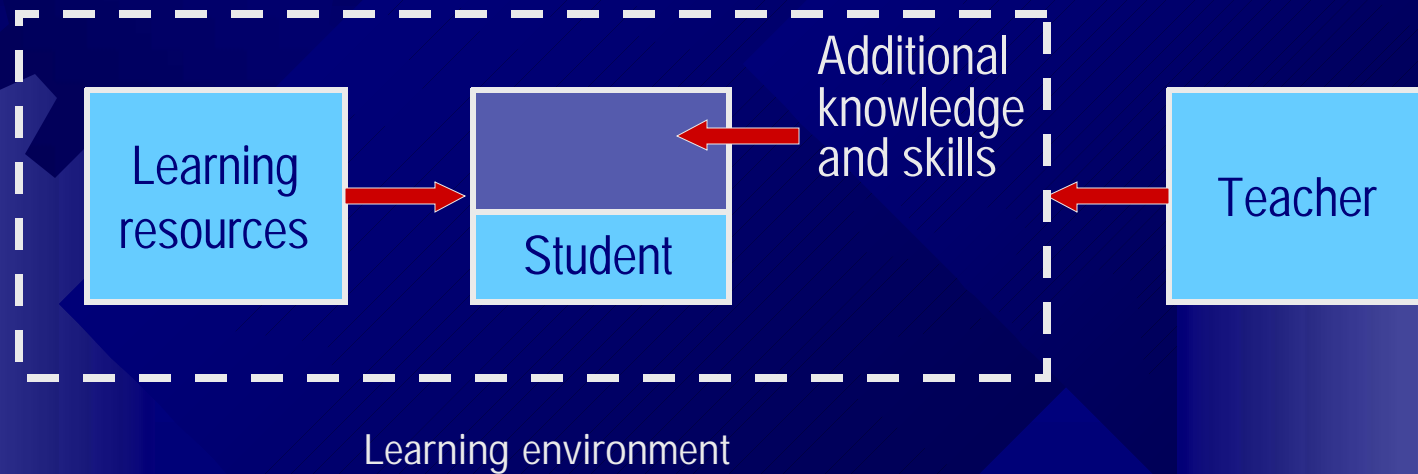 Learning
resources
Student
Additional
knowledge
and skills
Teacher
Learning environment